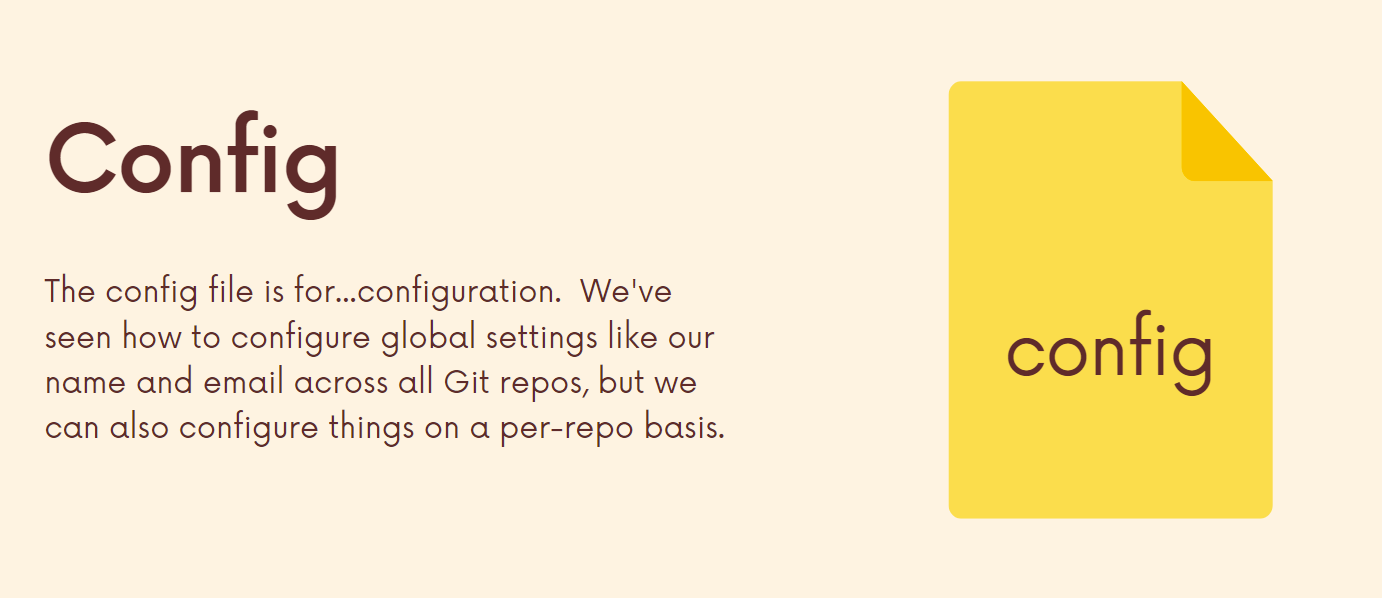 Config
The config file is for...configuration.  We've
seen how to configure global settings like our
name and email across all Git repos, but we
can also configure things on a per-repo basis.
config